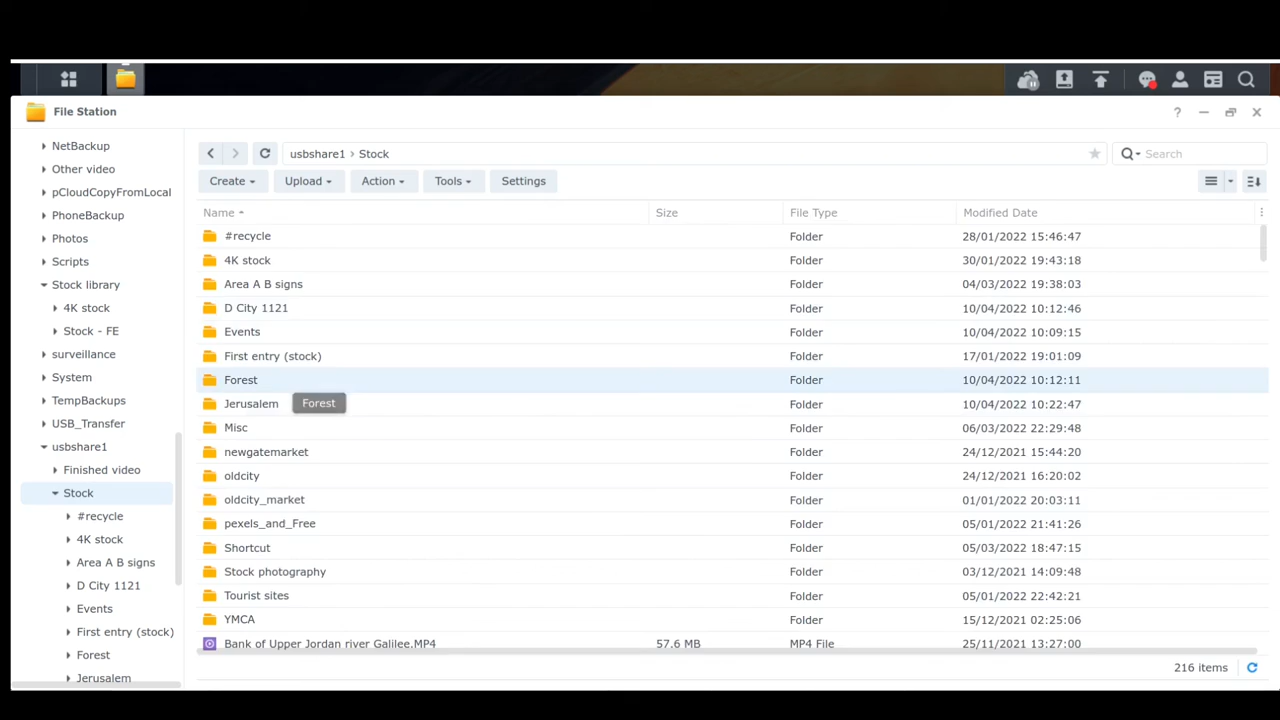 File Station
NetBackup
Other video
pCloudCopyFromLocal
PhoneBackup
Photos
Scripts
Stock library
4K stock
Stock - FE
surveillance
System
TempBackups
USB_Transfer
usbshare1
Finished video
Stock
#recycle
4K stock
Area A B signs
D City 1121
Events
First entry (stock)
Forest
Jerusalem
usbshare1 › Stock
Search
Create Upload Action Tools Settings
Name Size File Type Modified Date
#recycle Folder 28/01/2022 15:46:47
4K stock Folder 30/01/2022 19:43:18
Area A B signs Folder 04/03/2022 19:38:03
D City 1121 Folder 10/04/2022 10:12:46
Events Folder 10/04/2022 10:09:15
First entry (stock) Folder 17/01/2022 19:01:09
Forest Folder 10/04/2022 10:12:11
Jerusalem Forest Folder 10/04/2022 10:22:47
Misc Folder 06/03/2022 22:29:48
newgatemarket Folder 24/12/2021 15:44:20
oldcity Folder 24/12/2021 16:20:02
oldcity_market Folder 01/01/2022 20:03:11
pexels_and_Free Folder 05/01/2022 21:41:26
Shortcut Folder 05/03/2022 18:47:15
Stock photography Folder 03/12/2021 14:09:48
Tourist sites Folder 05/01/2022 22:42:21
YMCA Folder 15/12/2021 02:25:06
Bank of Upper Jordan river Galilee.MP4 57.6 MB MP4 File 25/11/2021 13:27:00
216 items